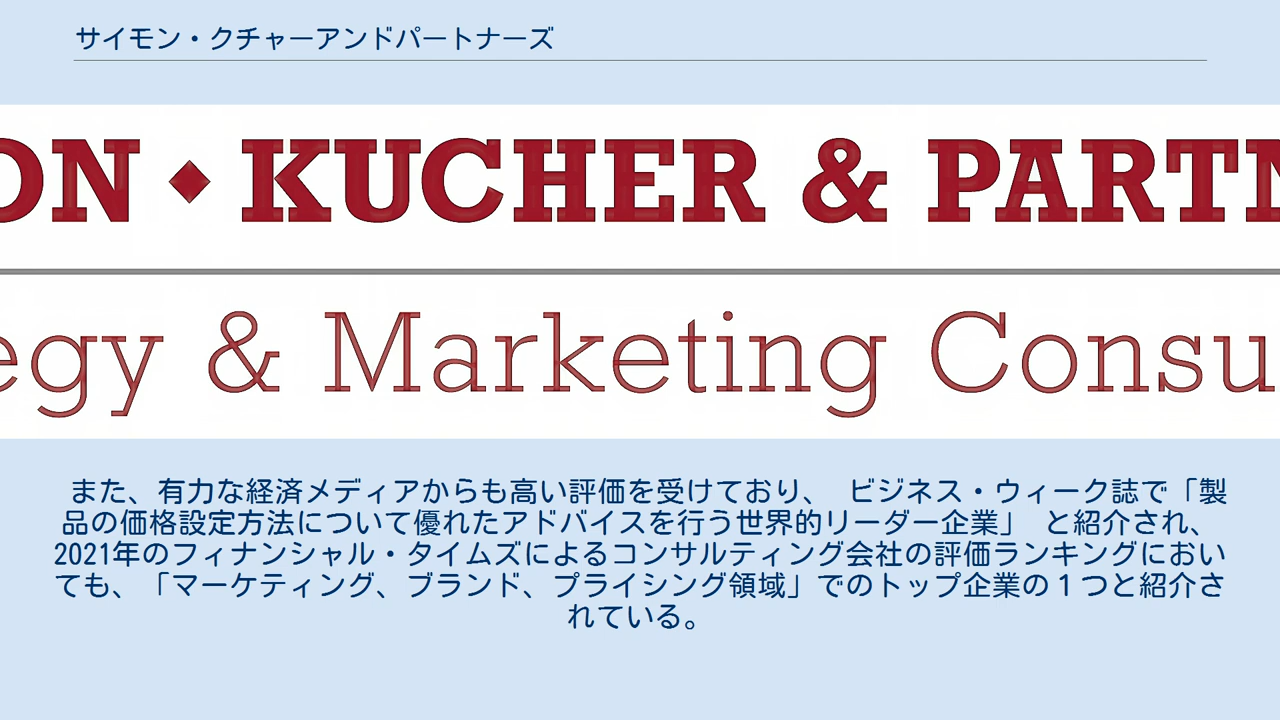 サイモン・クチャーアンドパートナーズ
ON◆KUCHER & PARTN
egy & Marketing Consu
また、有力な経済メディアからも高い評価を受けており、 ビジネス・ウィーク誌で「製
品の価格設定方法について優れたアドバイスを行う世界的リーダー企業」 と紹介され、
2021年のフィナンシャル・タイムズによるコンサルティング会社の評価ランキングにおい
ても、「マーケティング、ブランド、プライシング領域」でのトップ企業の１つと紹介さ
れている。